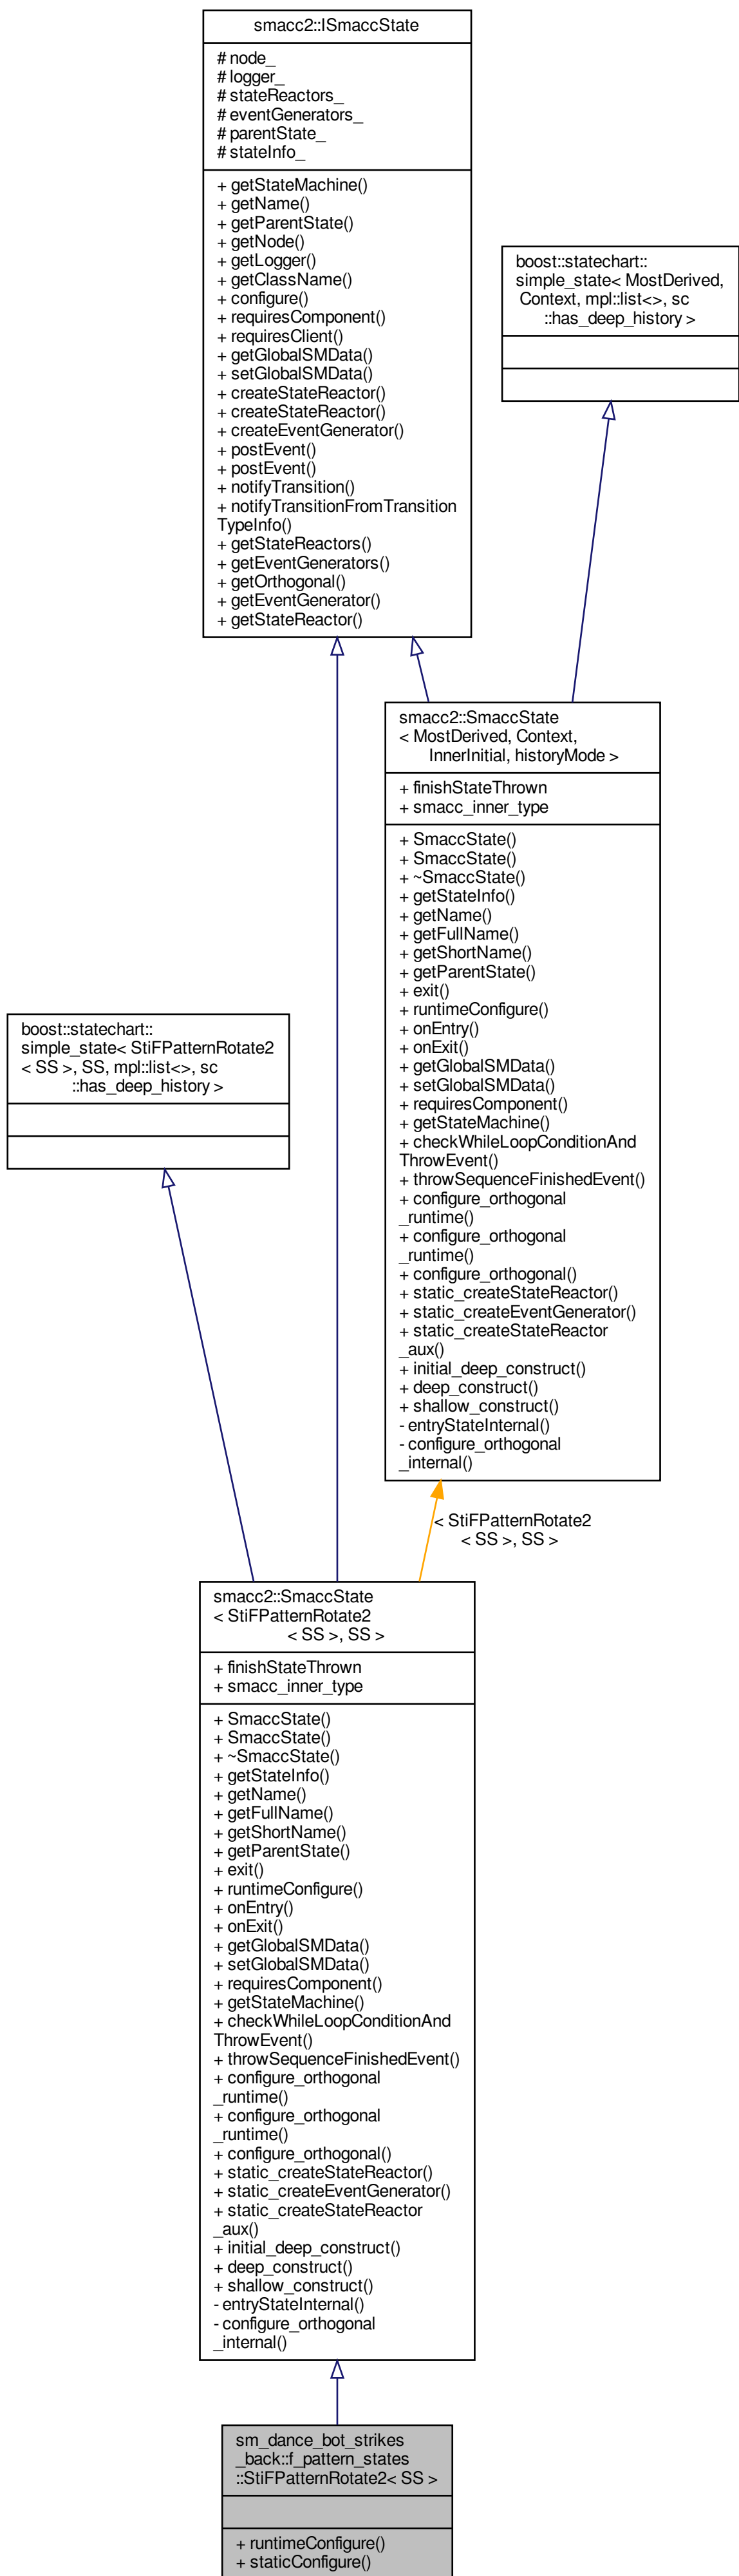 smacc2::ISmaccState
# node_
# logger_
# stateReactors_
# eventGenerators_
# parentState_
# stateInfo_
+ getStateMachine()
+ getName()
+ getParentState()
+ getNode()
+ getLogger()
+ getClassName()
+ configure()
+ requiresComponent()
+ requiresClient()
+ getGlobalSMData()
+ setGlobalSMData()
+ createStateReactor()
+ createStateReactor()
+ createEventGenerator()
+ postEvent()
+ postEvent()
+ notifyTransition()
+ notifyTransitionFromTransition
TypeInfo()
+ getStateReactors()
+ getEventGenerators()
+ getOrthogonal()
+ getEventGenerator()
+ getStateReactor()
boost::statechart::
simple_state< MostDerived,
Context, mpl::list<>, sc
::has_deep_history >
smacc2::SmaccState
< MostDerived, Context,
InnerInitial, historyMode >
+ finishStateThrown
+ smacc_inner_type
+ SmaccState()
+ SmaccState()
+ ~SmaccState()
+ getStateInfo()
+ getName()
+ getFullName()
+ getShortName()
+ getParentState()
+ exit()
+ runtimeConfigure()
+ onEntry()
+ onExit()
+ getGlobalSMData()
+ setGlobalSMData()
+ requiresComponent()
+ getStateMachine()
+ checkWhileLoopConditionAnd
ThrowEvent()
+ throwSequenceFinishedEvent()
+ configure_orthogonal
_runtime()
+ configure_orthogonal
_runtime()
+ configure_orthogonal()
+ static_createStateReactor()
+ static_createEventGenerator()
+ static_createStateReactor
_aux()
+ initial_deep_construct()
+ deep_construct()
+ shallow_construct()
- entryStateInternal()
- configure_orthogonal
_internal()
boost::statechart::
simple_state< StiFPatternRotate2
< SS >, SS, mpl::list<>, sc
::has_deep_history >
< StiFPatternRotate2
< SS >, SS >
smacc2::SmaccState
< StiFPatternRotate2
< SS >, SS >
+ finishStateThrown
+ smacc_inner_type
+ SmaccState()
+ SmaccState()
+ ~SmaccState()
+ getStateInfo()
+ getName()
+ getFullName()
+ getShortName()
+ getParentState()
+ exit()
+ runtimeConfigure()
+ onEntry()
+ onExit()
+ getGlobalSMData()
+ setGlobalSMData()
+ requiresComponent()
+ getStateMachine()
+ checkWhileLoopConditionAnd
ThrowEvent()
+ throwSequenceFinishedEvent()
+ configure_orthogonal
_runtime()
+ configure_orthogonal
_runtime()
+ configure_orthogonal()
+ static_createStateReactor()
+ static_createEventGenerator()
+ static_createStateReactor
_aux()
+ initial_deep_construct()
+ deep_construct()
+ shallow_construct()
- entryStateInternal()
- configure_orthogonal
_internal()
sm_dance_bot_strikes
_back::f_pattern_states
::StiFPatternRotate2< SS >
+ runtimeConfigure()
+ staticConfigure()